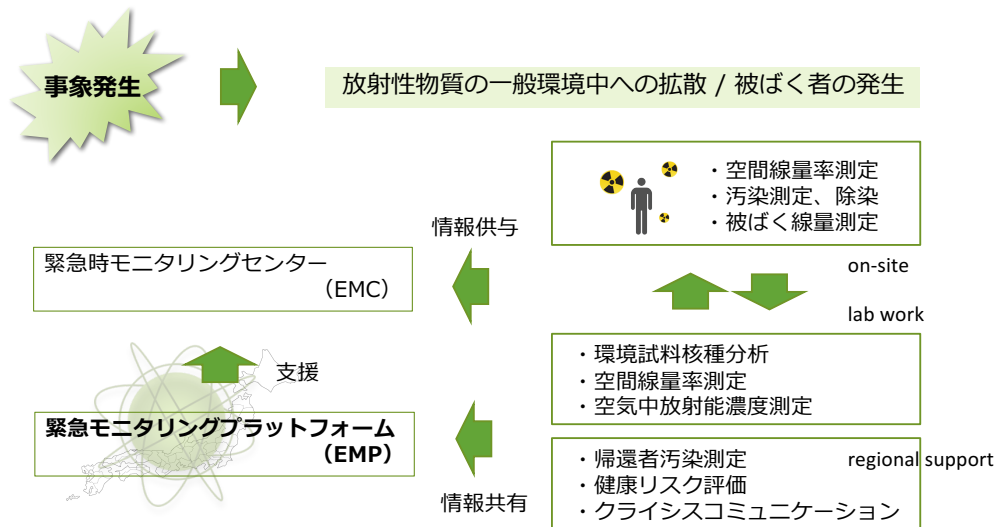 事象発生
放射性物質の一般環境中への拡散 / 被ばく者の発生
・空間線量率測定
・汚染測定、除染
・被ばく線量測定
情報供与
緊急時モニタリングセンター
（EMC）
on-site
lab work
・環境試料核種分析
・空間線量率測定
・空気中放射能濃度測定
支援
緊急モニタリングプラットフォーム
（EMP）
情報共有
・帰還者汚染測定
・健康リスク評価
・クライシスコミュニケーション
regional support